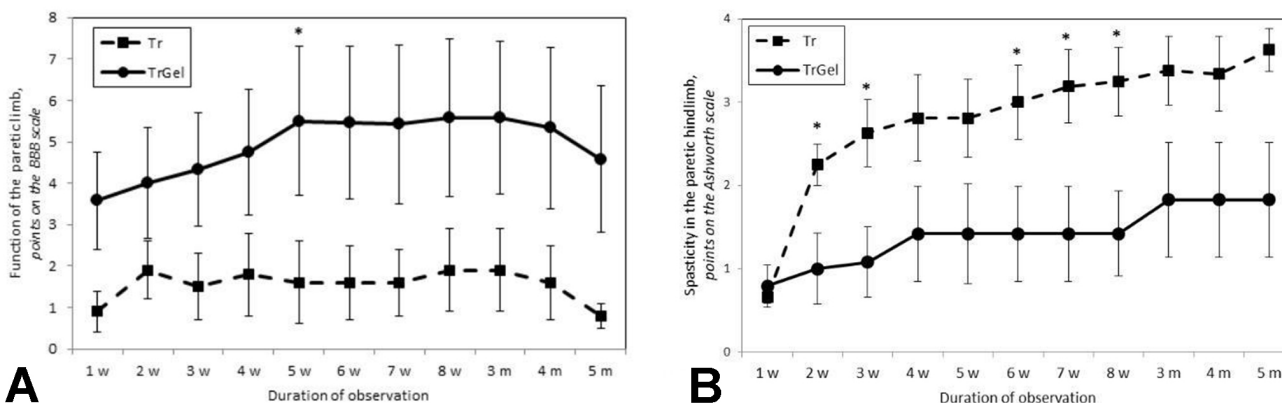 8
7
6
5
4
3
2
1
0
Function of the paretic limb,
points on the BBB scale
Tr
TrGel
*
1 w 2 w 3 w 4 w 5 w 6 w 7 w 8 w 3 m 4 m 5 m
Duration of observation
A
4
3
2
1
0
Spasticity in the paretic hindlimb,
points on the Ashworth scale
Tr
TrGel
* * * * *
1 w 2 w 3 w 4 w 5 w 6 w 7 w 8 w 3 m 4 m 5 m
Duration of observation
B